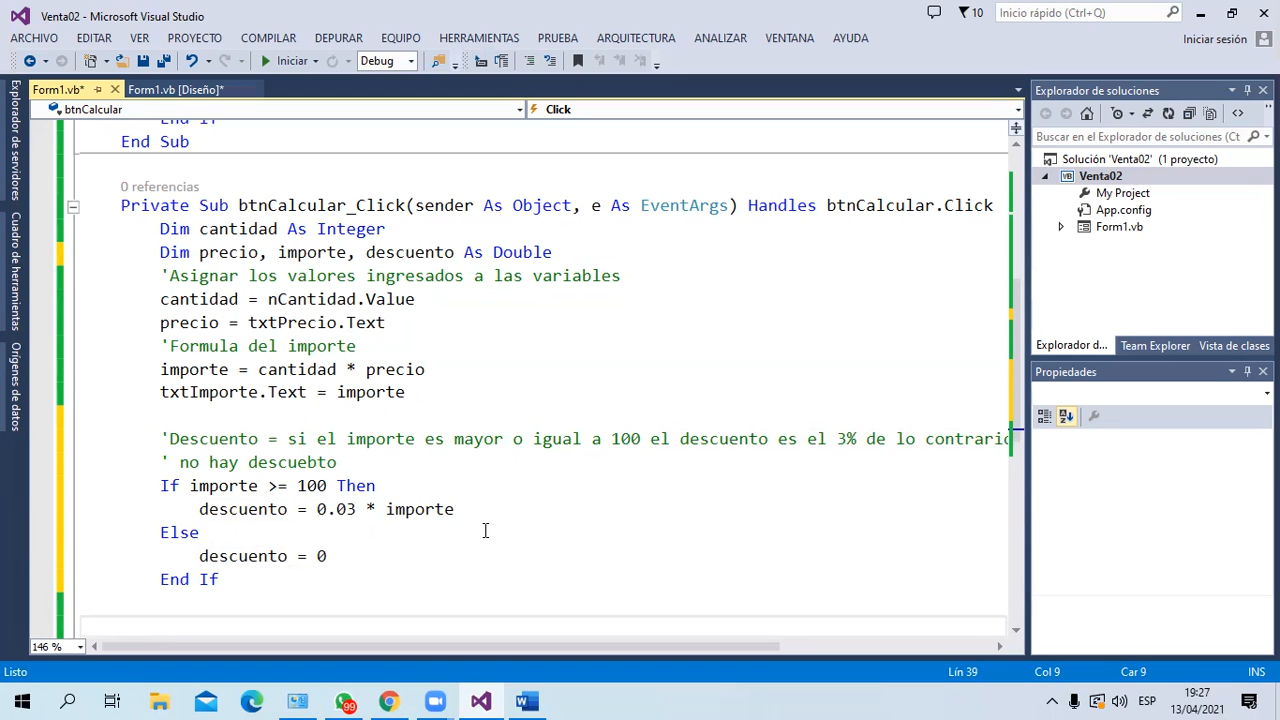 Venta02 - Microsoft Visual Studio
10
Inicio rápido (Ctrl+Q)
ARCHIVO EDITAR VER PROYECTO COMPILAR DEPURAR EQUIPO HERRAMIENTAS PRUEBA ARQUITECTURA ANALIZAR VENTANA AYUDA
Iniciar sesión
Iniciar Debug
Form1.vb* Form1.vb [Diseño]*
btnCalcular Click
Explorador de servidores
Cuadro de herramientas
Orígenes de datos
End If
End Sub
0 referencias
Private Sub btnCalcular_Click(sender As Object, e As EventArgs) Handles btnCalcular.Click
Dim cantidad As Integer
Dim precio, importe, descuento As Double
'Asignar los valores ingresados a las variables
cantidad = nCantidad.Value
precio = txtPrecio.Text
'Formula del importe
importe = cantidad * precio
txtImporte.Text = importe
'Descuento = si el importe es mayor o igual a 100 el descuento es el 3% de lo contrario
' no hay descuebto
If importe >= 100 Then
descuento = 0.03 * importe
Else
descuento = 0
End If
146 %
Explorador de soluciones
Buscar en el Explorador de soluciones (Ct
Solución 'Venta02' (1 proyecto)
VB Venta02
My Project
App.config
Form1.vb
Explorador d... Team Explorer Vista de clases
Propiedades
Listo Lín 39 Col 9 Car 9 INS
99
ESP
19:27
13/04/2021